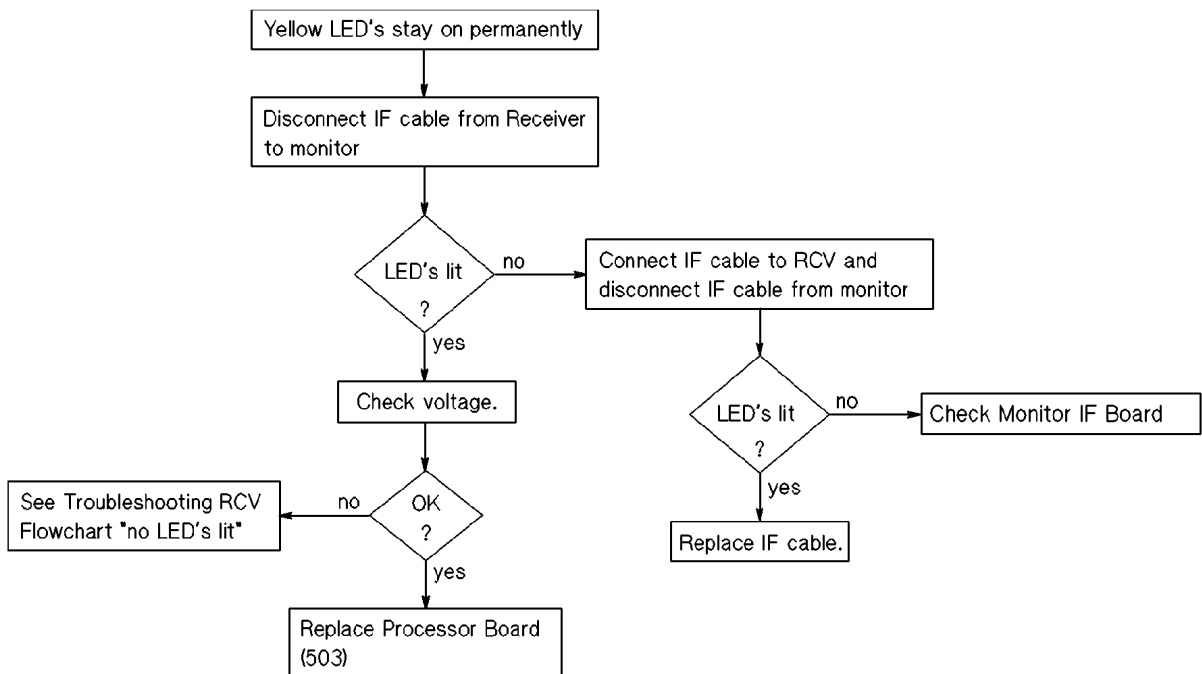 Yellow LED's stay on permanently
Disconnect IF cable from Receiver
to monitor
LED's lit
?
no
Connect IF cable to RCV and
disconnect IF cable from monitor
yes
Check voltage.
LED's lit
?
no
Check Monitor IF Board
yes
Replace IF cable.
OK
?
no
See Troubleshooting RCV
Flowchart "no LED's lit"
yes
Replace Processor Board
(503)